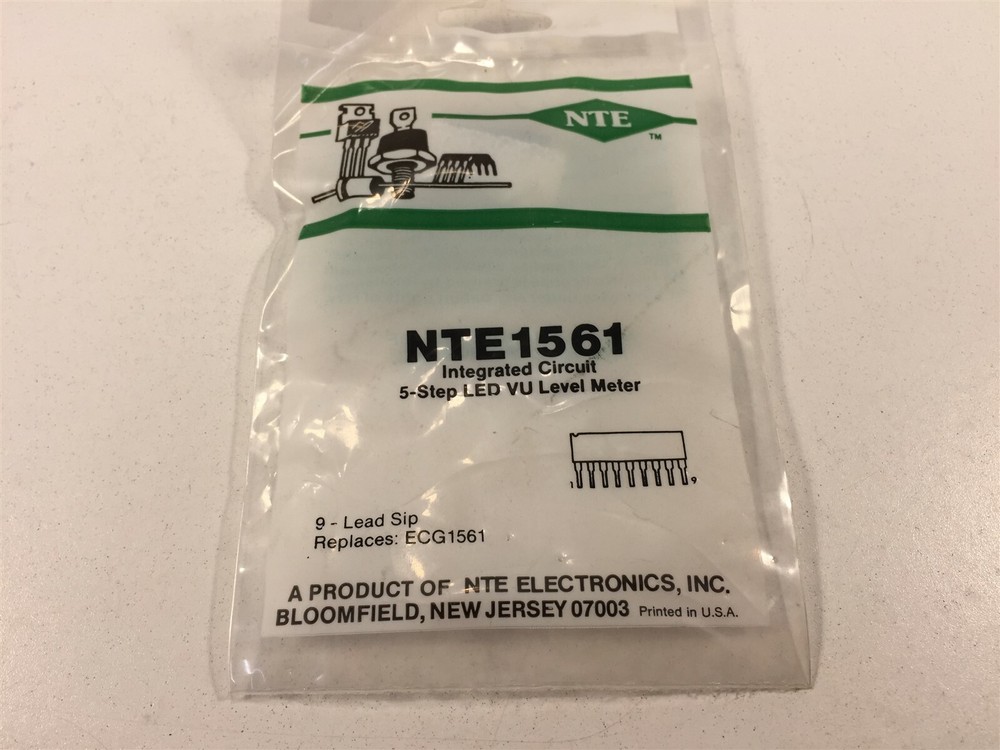 NTE
TM
NTE1561
Integrated Circuit
5-Step LED VU Level Meter
1 9
9 - Lead Sip
Replaces: ECG1561
A PRODUCT OF NTE ELECTRONICS, INC.
BLOOMFIELD, NEW JERSEY 07003 Printed in U.S.A.